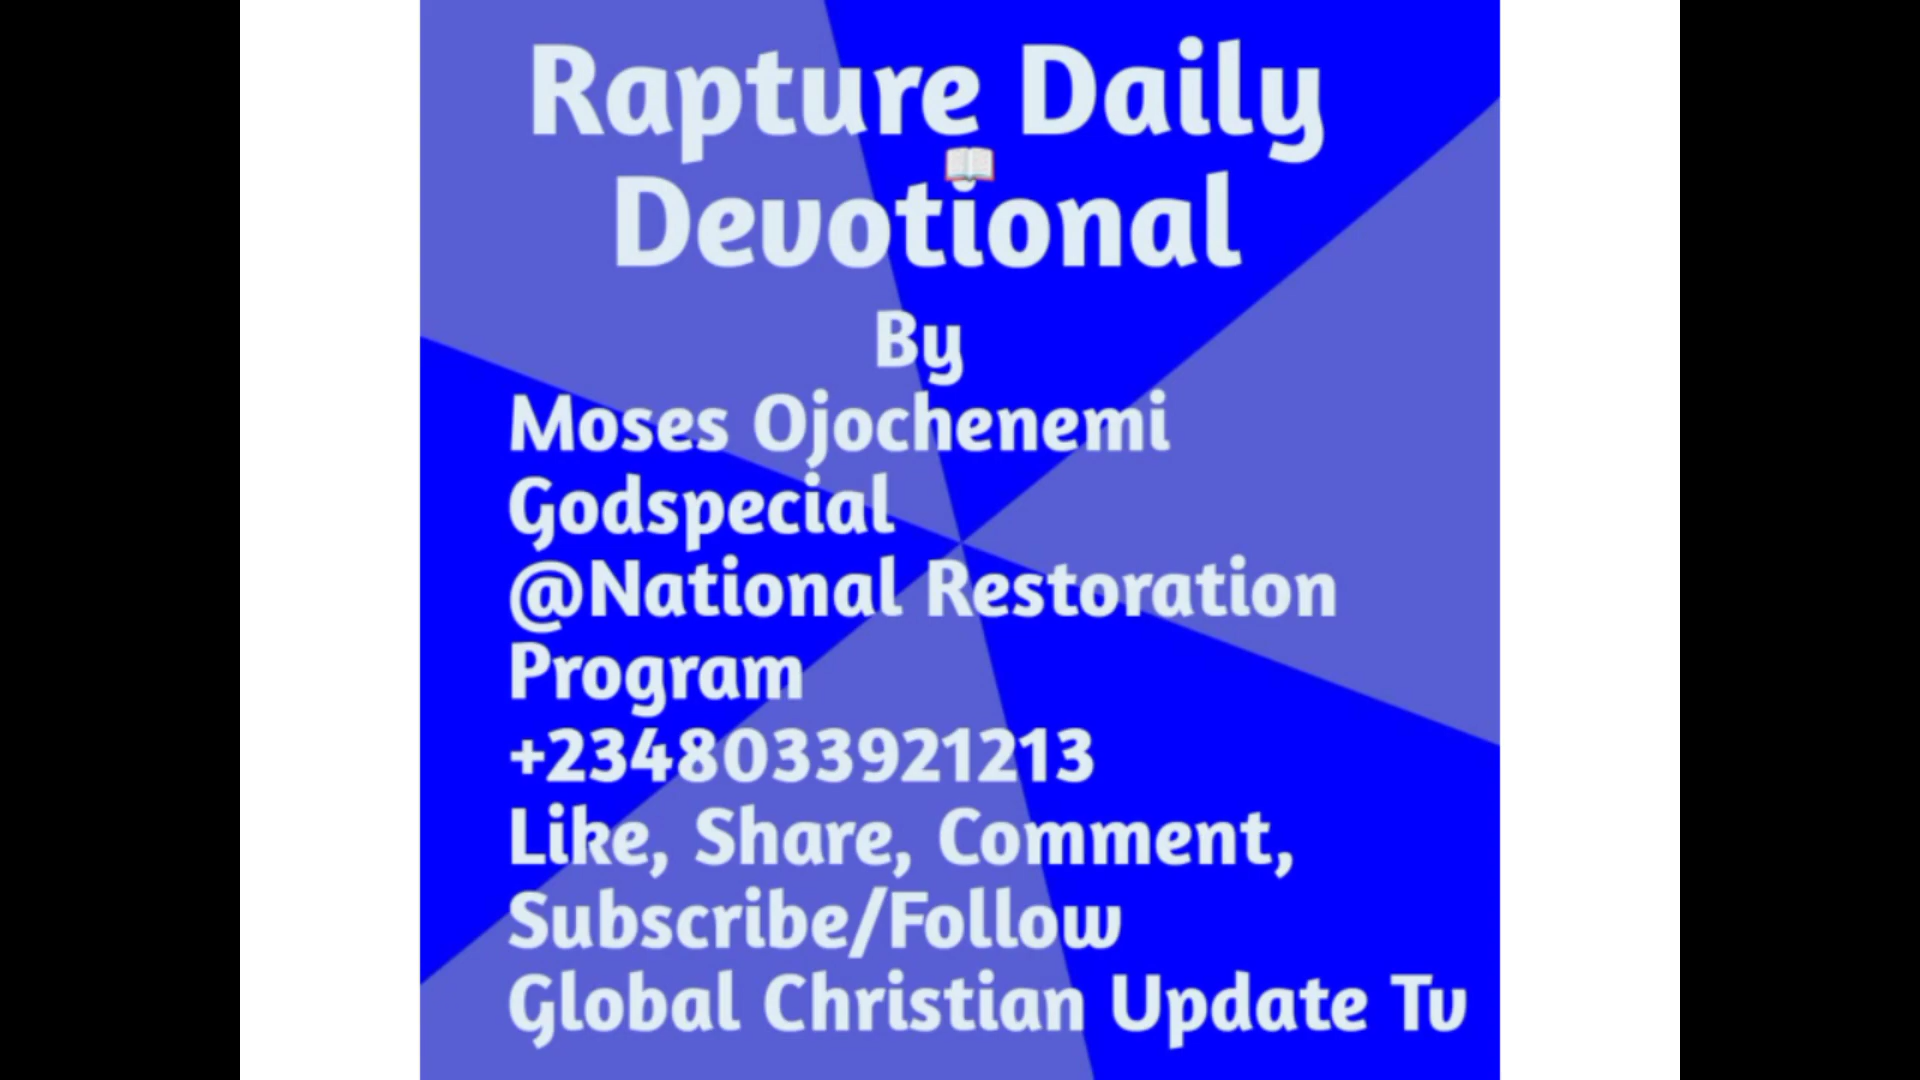 Rapture Daily
Devotional
By
Moses Ojochenemi
Godspecial
@National Restoration
Program
+2348033921213
Like, Share, Comment,
Subscribe/Follow
Global Christian Update Tv